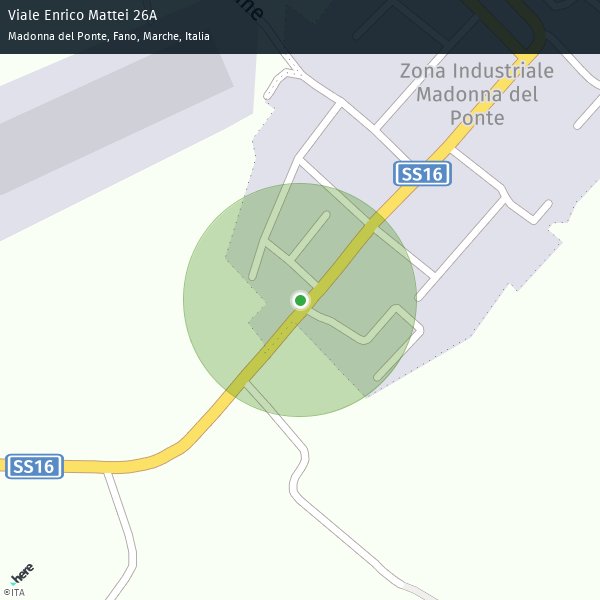 Viale Enrico Mattei 26A
Madonna del Ponte, Fano, Marche, Italia
Zona Industriale
Madonna del
Ponte
SS16
SS16
here
©ITA